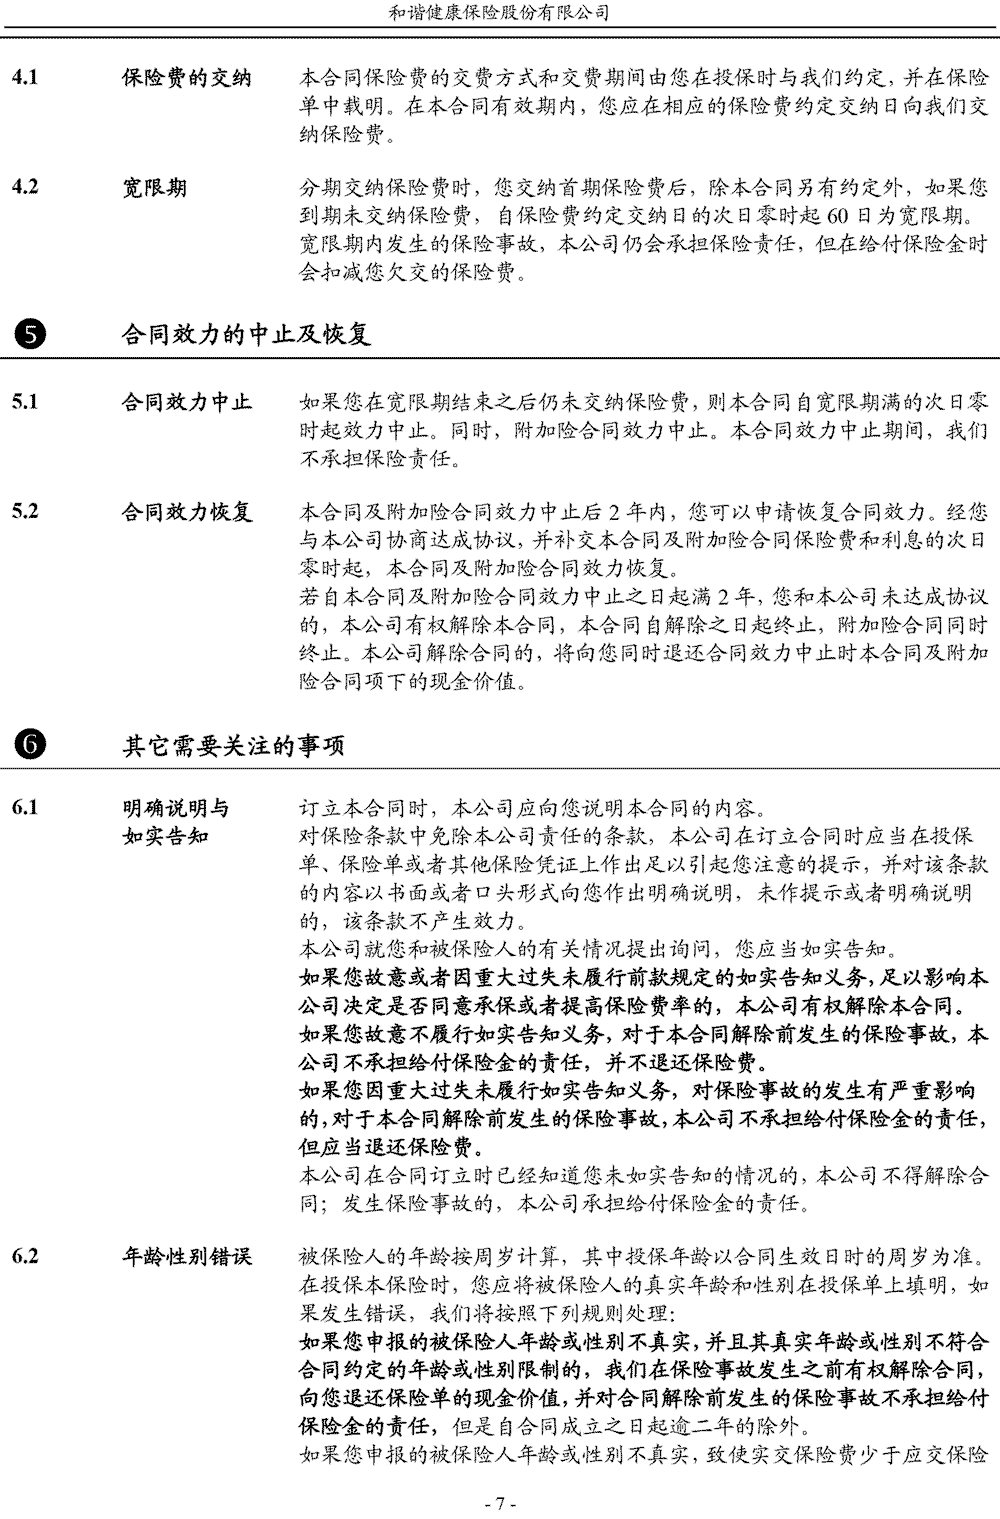 和谐健康保险股份有限公司
4.1 保险费的交纳 本合同保险费的交费方式和交费期间由您在投保时与我们约定，并在保险
单中载明。在本合同有效期内，您应在相应的保险费约定交纳日向我们交
纳保险费。
4.2 宽限期 分期交纳保险费时，您交纳首期保险费后，除本合同另有约定外，如果您
到期未交纳保险费，自保险费约定交纳日的次日零时起 60 日为宽限期。
宽限期内发生的保险事故，本公司仍会承担保险责任，但在给付保险金时
会扣减您欠交的保险费。
❺ 合同效力的中止及恢复
5.1 合同效力中止 如果您在宽限期结束之后仍未交纳保险费，则本合同自宽限期满的次日零
时起效力中止。同时，附加险合同效力中止。本合同效力中止期间，我们
不承担保险责任。
5.2 合同效力恢复 本合同及附加险合同效力中止后 2 年内，您可以申请恢复合同效力。经您
与本公司协商达成协议，并补交本合同及附加险合同保险费和利息的次日
零时起，本合同及附加险合同效力恢复。
若自本合同及附加险合同效力中止之日起满 2 年，您和本公司未达成协议
的，本公司有权解除本合同，本合同自解除之日起终止，附加险合同同时
终止。本公司解除合同的，将向您同时退还合同效力中止时本合同及附加
险合同项下的现金价值。
❻ 其它需要关注的事项
6.1 明确说明与 订立本合同时，本公司应向您说明本合同的内容。
如实告知 对保险条款中免除本公司责任的条款，本公司在订立合同时应当在投保
单、保险单或者其他保险凭证上作出足以引起您注意的提示，并对该条款
的内容以书面或者口头形式向您作出明确说明，未作提示或者明确说明
的，该条款不产生效力。
本公司就您和被保险人的有关情况提出询问，您应当如实告知。
如果您故意或者因重大过失未履行前款规定的如实告知义务，足以影响本
公司决定是否同意承保或者提高保险费率的，本公司有权解除本合同。
如果您故意不履行如实告知义务，对于本合同解除前发生的保险事故，本
公司不承担给付保险金的责任，并不退还保险费。
如果您因重大过失未履行如实告知义务，对保险事故的发生有严重影响
的，对于本合同解除前发生的保险事故，本公司不承担给付保险金的责任，
但应当退还保险费。
本公司在合同订立时已经知道您未如实告知的情况的，本公司不得解除合
同；发生保险事故的，本公司承担给付保险金的责任。
6.2 年龄性别错误 被保险人的年龄按周岁计算，其中投保年龄以合同生效日时的周岁为准。
在投保本保险时，您应将被保险人的真实年龄和性别在投保单上填明，如
果发生错误，我们将按照下列规则处理：
如果您申报的被保险人年龄或性别不真实，并且其真实年龄或性别不符合
合同约定的年龄或性别限制的，我们在保险事故发生之前有权解除合同，
向您退还保险单的现金价值，并对合同解除前发生的保险事故不承担给付
保险金的责任，但是自合同成立之日起逾二年的除外。
如果您申报的被保险人年龄或性别不真实，致使实交保险费少于应交保险
- 7 -